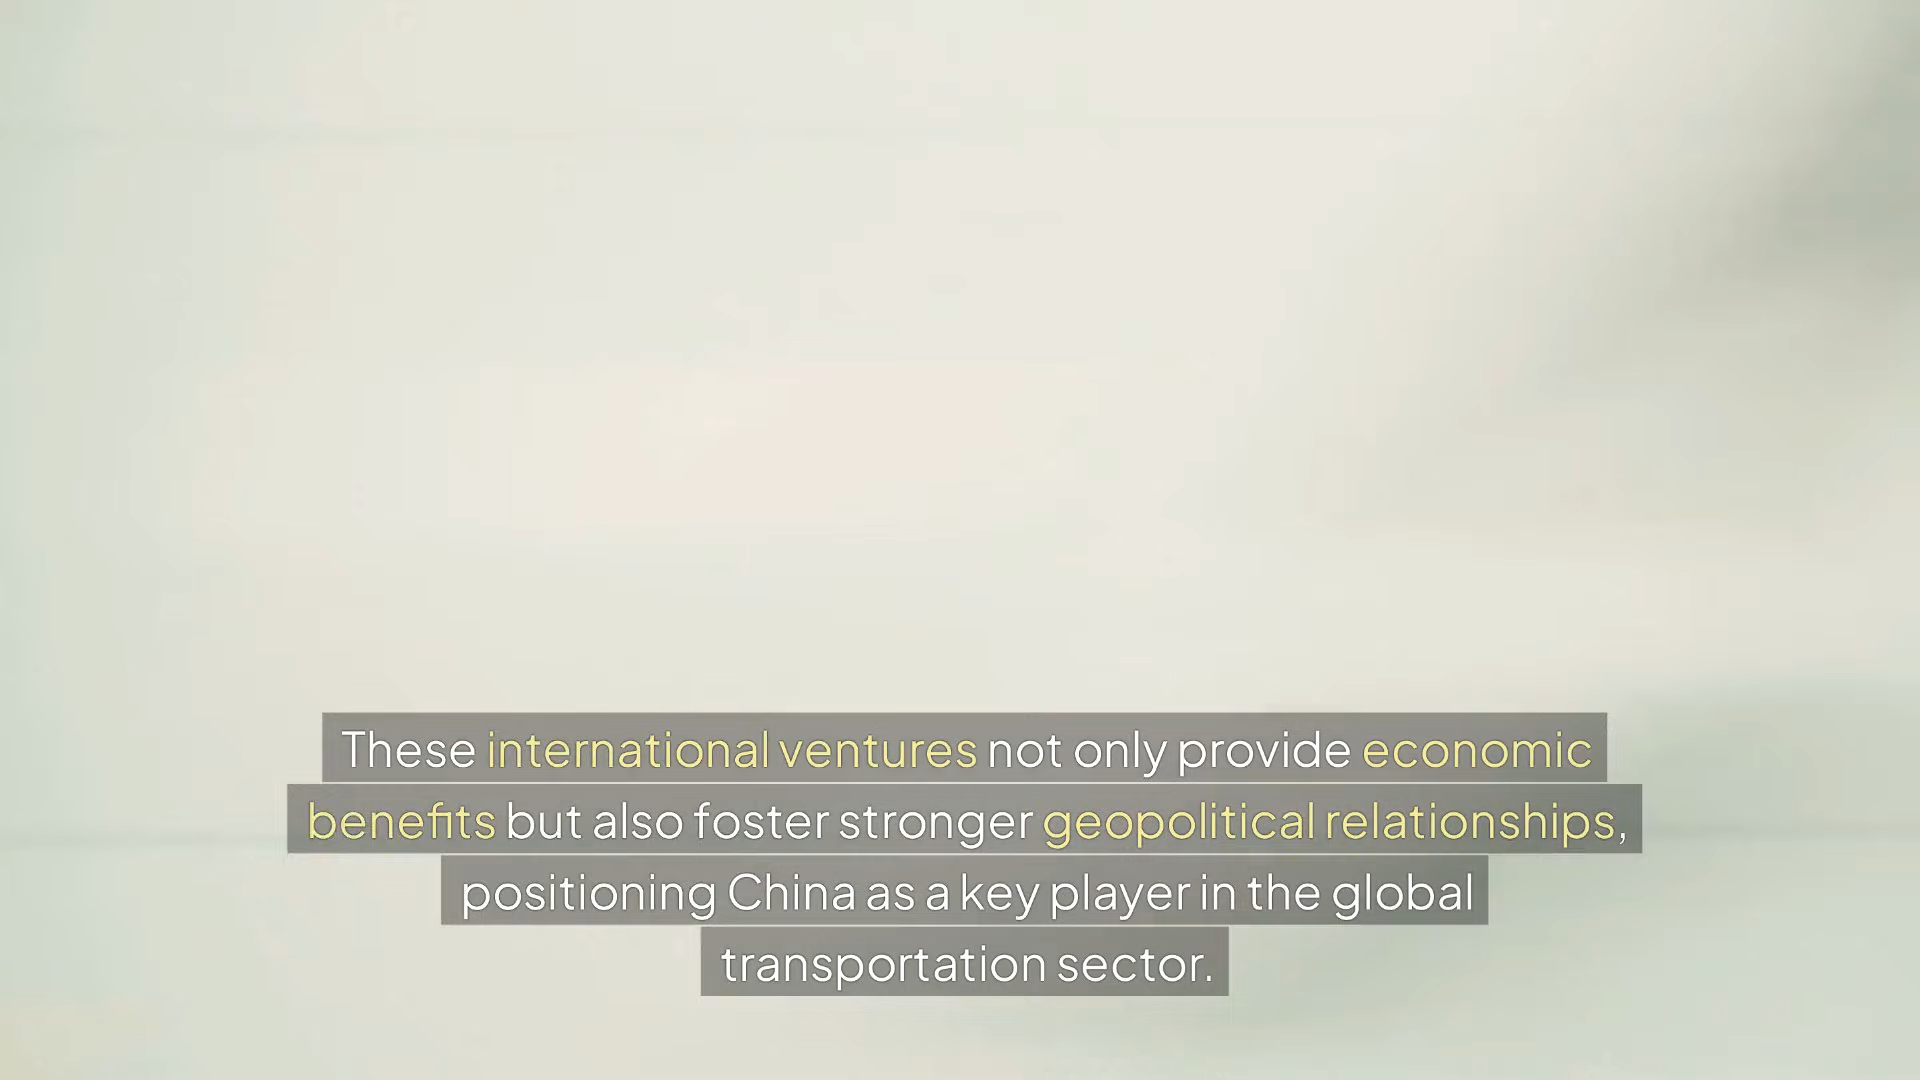 These international ventures not only provide economic
benefits but also foster stronger geopolitical relationships,
positioning China as a key player in the global
transportation sector.